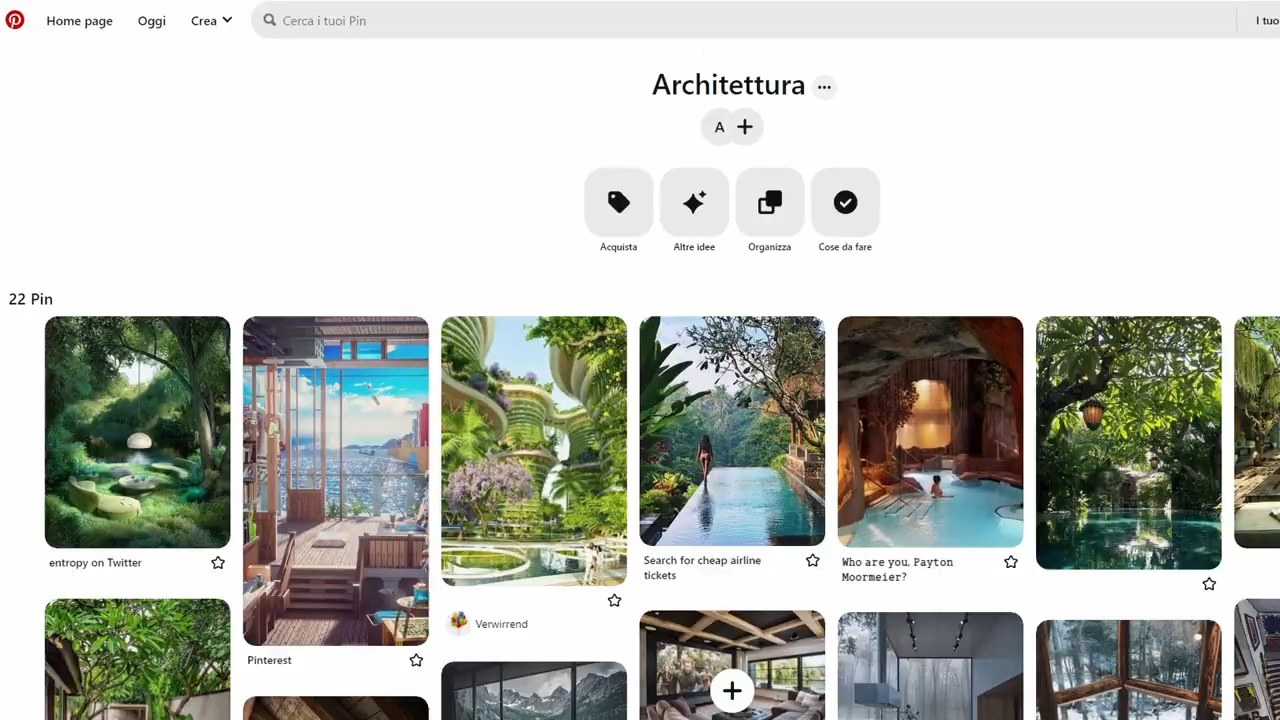 Home page
Oggi
Crea
Cerca i tuoi Pin
I tuo
Architettura
A
Acquista
Altre idee
Organizza
Cose da fare
22 Pin
entropy on Twitter
Search for cheap airline
tickets
Who are you, Payton
Moormeier?
Verwirrend
Pinterest